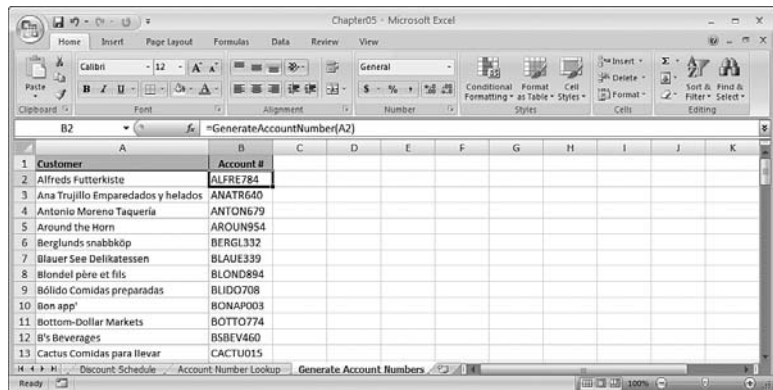 Chapter05 - Microsoft Excel
Home Insert Page Layout Formulas Data Review View
Paste
Calibri 12 A A
General
B I U A
$ % , .0 .00
Conditional Formatting Format as Table Cell Styles
Insert
Delete
Format
Σ
Sort & Filter Find & Select
Clipboard Font Alignment Number Styles Cells Editing
B2 fx =GenerateAccountNumber(A2)
A B C D E F G H I J K
1 Customer Account #
2 Alfreds Futterkiste ALFRE784
3 Ana Trujillo Emparedados y helados ANATR640
4 Antonio Moreno Taquería ANTON679
5 Around the Horn AROUN954
6 Berglunds snabbköp BERGL332
7 Blauer See Delikatessen BLAUE339
8 Blondel père et fils BLOND894
9 Bólido Comidas preparadas BLIDO708
10 Bon app' BONAP003
11 Bottom-Dollar Markets BOTTO774
12 B's Beverages BSBEV460
13 Cactus Comidas para llevar CACTU015
Discount Schedule Account Number Lookup Generate Account Numbers
Ready 100%